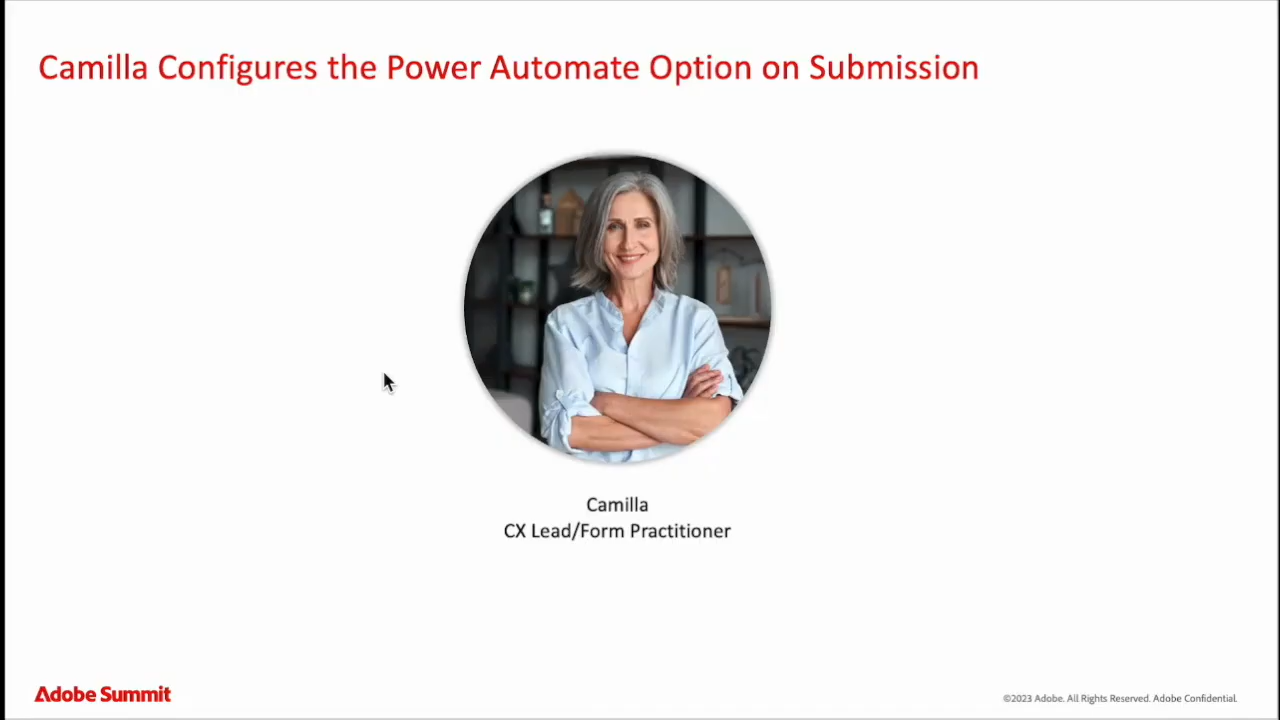 Camilla Configures the Power Automate Option on Submission
Camilla
CX Lead/Form Practitioner
Adobe Summit
©2023 Adobe. All Rights Reserved. Adobe Confidential.